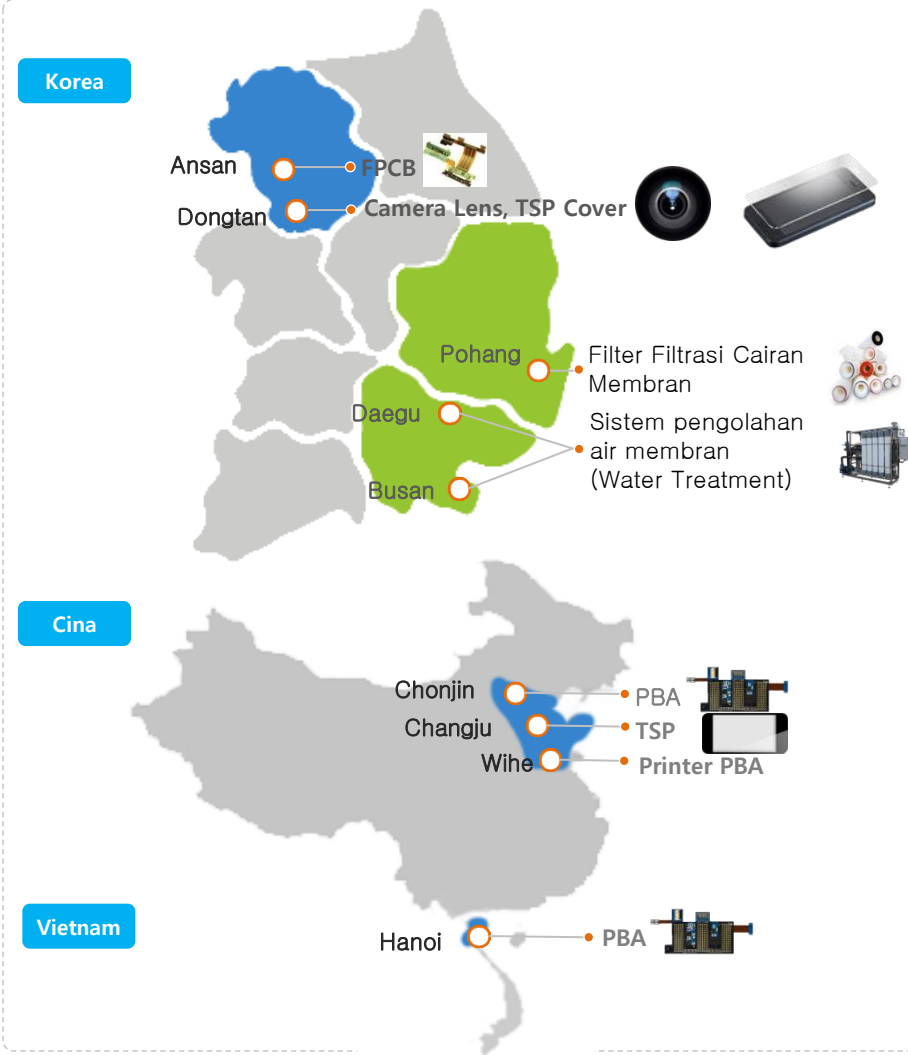 Korea
Ansan
FPCB
Dongtan
Camera Lens, TSP Cover
Pohang
Filter Filtrasi Cairan
Membran
Daegu
Sistem pengolahan
air membran
(Water Treatment)
Busan
Cina
Chonjin
PBA
Changju
TSP
Wihe
Printer PBA
Vietnam
Hanoi
PBA